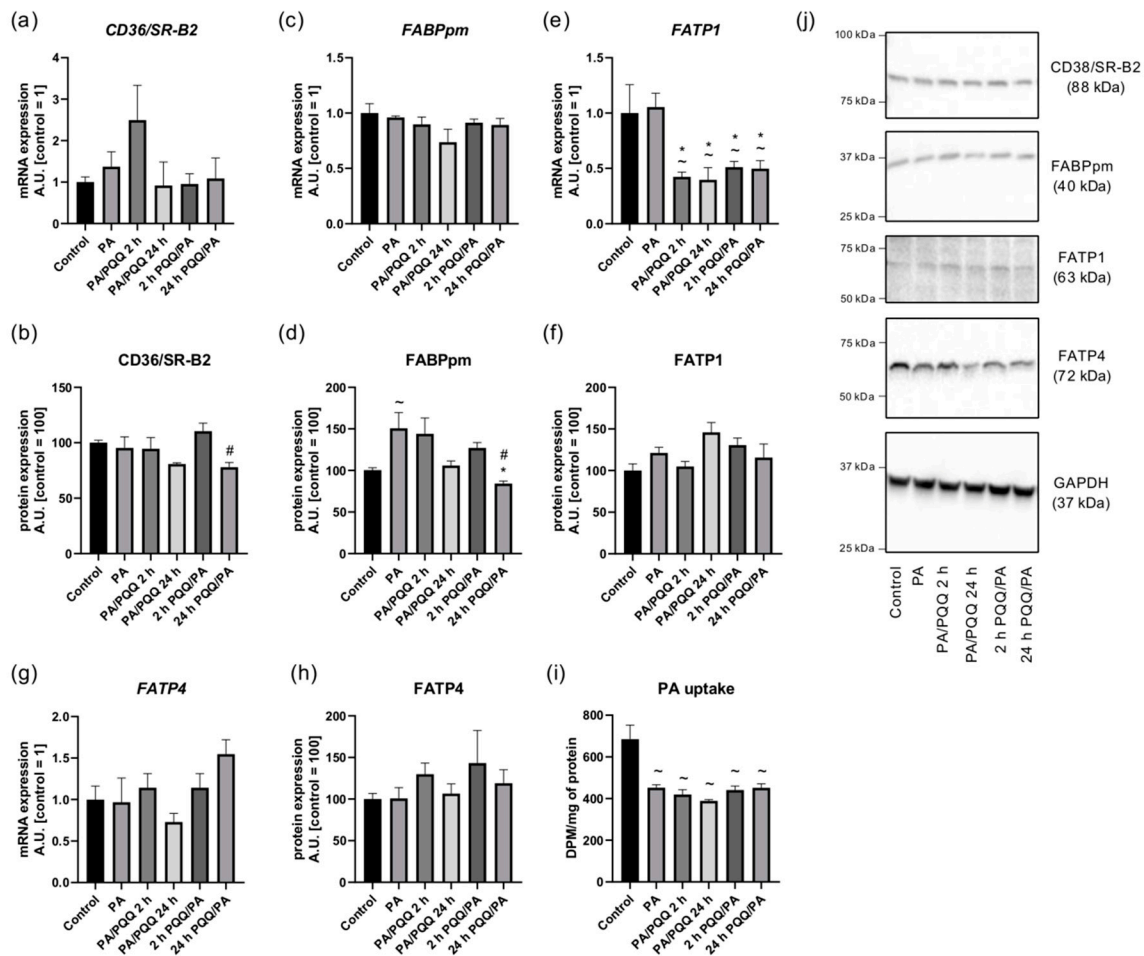 (a)
CD36/SR-B2
mRNA expression
A.U. [control = 1]
4
3
2
1
0
Control
PA
PA/PQQ 2 h
PA/PQQ 24 h
2 h PQQ/PA
24 h PQQ/PA
(c)
FABPpm
mRNA expression
A.U. [control = 1]
1.5
1.0
0.5
0.0
Control
PA
PA/PQQ 2 h
PA/PQQ 24 h
2 h PQQ/PA
24 h PQQ/PA
(e)
FATP1
mRNA expression
A.U. [control = 1]
1.5
1.0
0.5
0.0
* * * *
~ ~ ~ ~
Control
PA
PA/PQQ 2 h
PA/PQQ 24 h
2 h PQQ/PA
24 h PQQ/PA
(b)
CD36/SR-B2
protein expression
A.U. [control = 100]
150
100
50
0
#
Control
PA
PA/PQQ 2 h
PA/PQQ 24 h
2 h PQQ/PA
24 h PQQ/PA
(d)
FABPpm
protein expression
A.U. [control = 100]
200
150
100
50
0
~
#
*
Control
PA
PA/PQQ 2 h
PA/PQQ 24 h
2 h PQQ/PA
24 h PQQ/PA
(f)
FATP1
protein expression
A.U. [control = 100]
200
150
100
50
0
Control
PA
PA/PQQ 2 h
PA/PQQ 24 h
2 h PQQ/PA
24 h PQQ/PA
(g)
FATP4
mRNA expression
A.U. [control = 1]
2.0
1.5
1.0
0.5
0.0
Control
PA
PA/PQQ 2 h
PA/PQQ 24 h
2 h PQQ/PA
24 h PQQ/PA
(h)
FATP4
protein expression
A.U. [control = 100]
200
150
100
50
0
Control
PA
PA/PQQ 2 h
PA/PQQ 24 h
2 h PQQ/PA
24 h PQQ/PA
(i)
PA uptake
DPM/mg of protein
800
600
400
200
0
~ ~ ~ ~ ~
Control
PA
PA/PQQ 2 h
PA/PQQ 24 h
2 h PQQ/PA
24 h PQQ/PA
(j)
100 kDa
75 kDa
CD38/SR-B2
(88 kDa)
37 kDa
25 kDa
FABPpm
(40 kDa)
75 kDa
50 kDa
FATP1
(63 kDa)
75 kDa
50 kDa
FATP4
(72 kDa)
37 kDa
25 kDa
GAPDH
(37 kDa)
Control
PA
PA/PQQ 2 h
PA/PQQ 24 h
2 h PQQ/PA
24 h PQQ/PA